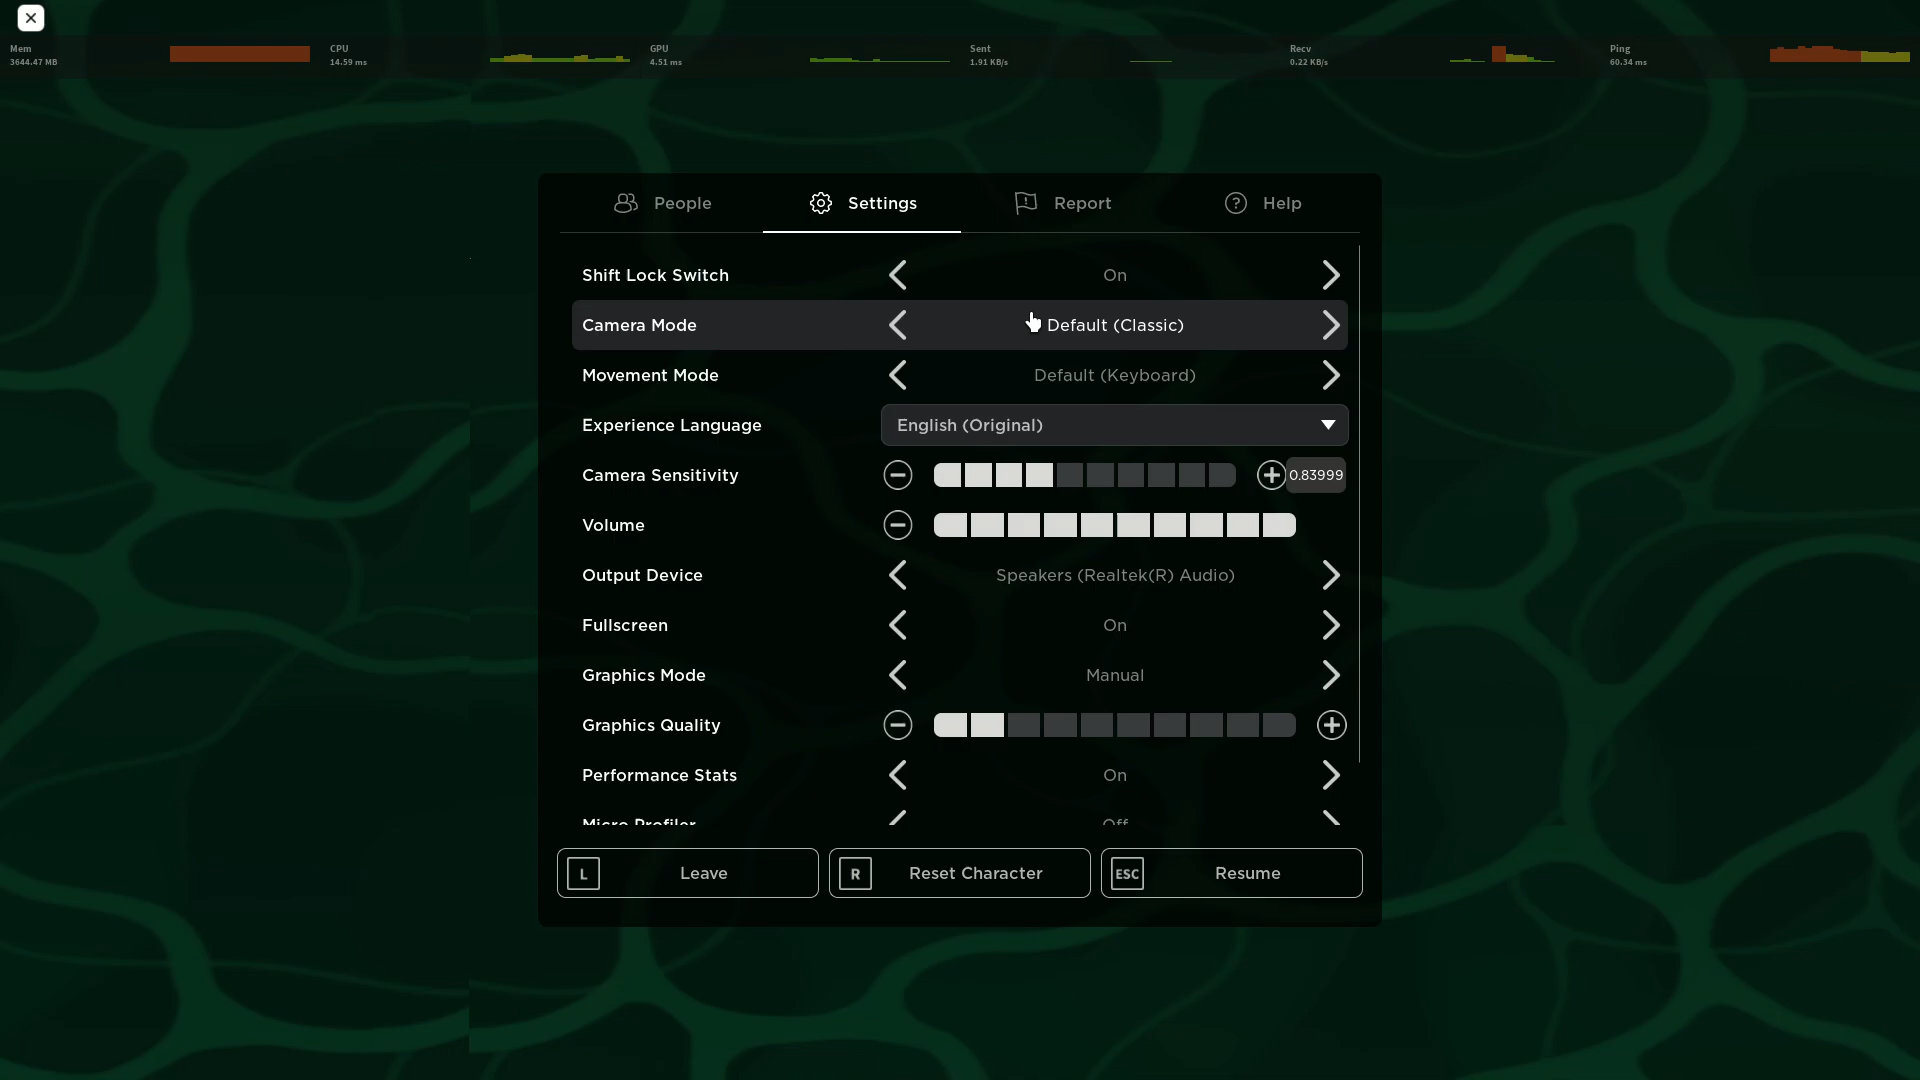 Mem CPU GPU Sent Recv Ping
3644.47 MB 14.59 ms 4.51 ms 1.91 KB/s 0.22 KB/s 60.34 ms
People Settings Report Help
Shift Lock Switch On
Camera Mode Default (Classic)
Movement Mode Default (Keyboard)
Experience Language English (Original)
Camera Sensitivity 0.83999
Volume
Output Device Speakers (Realtek(R) Audio)
Fullscreen On
Graphics Mode Manual
Graphics Quality
Performance Stats On
Micro Profiler Off
L Leave R Reset Character ESC Resume